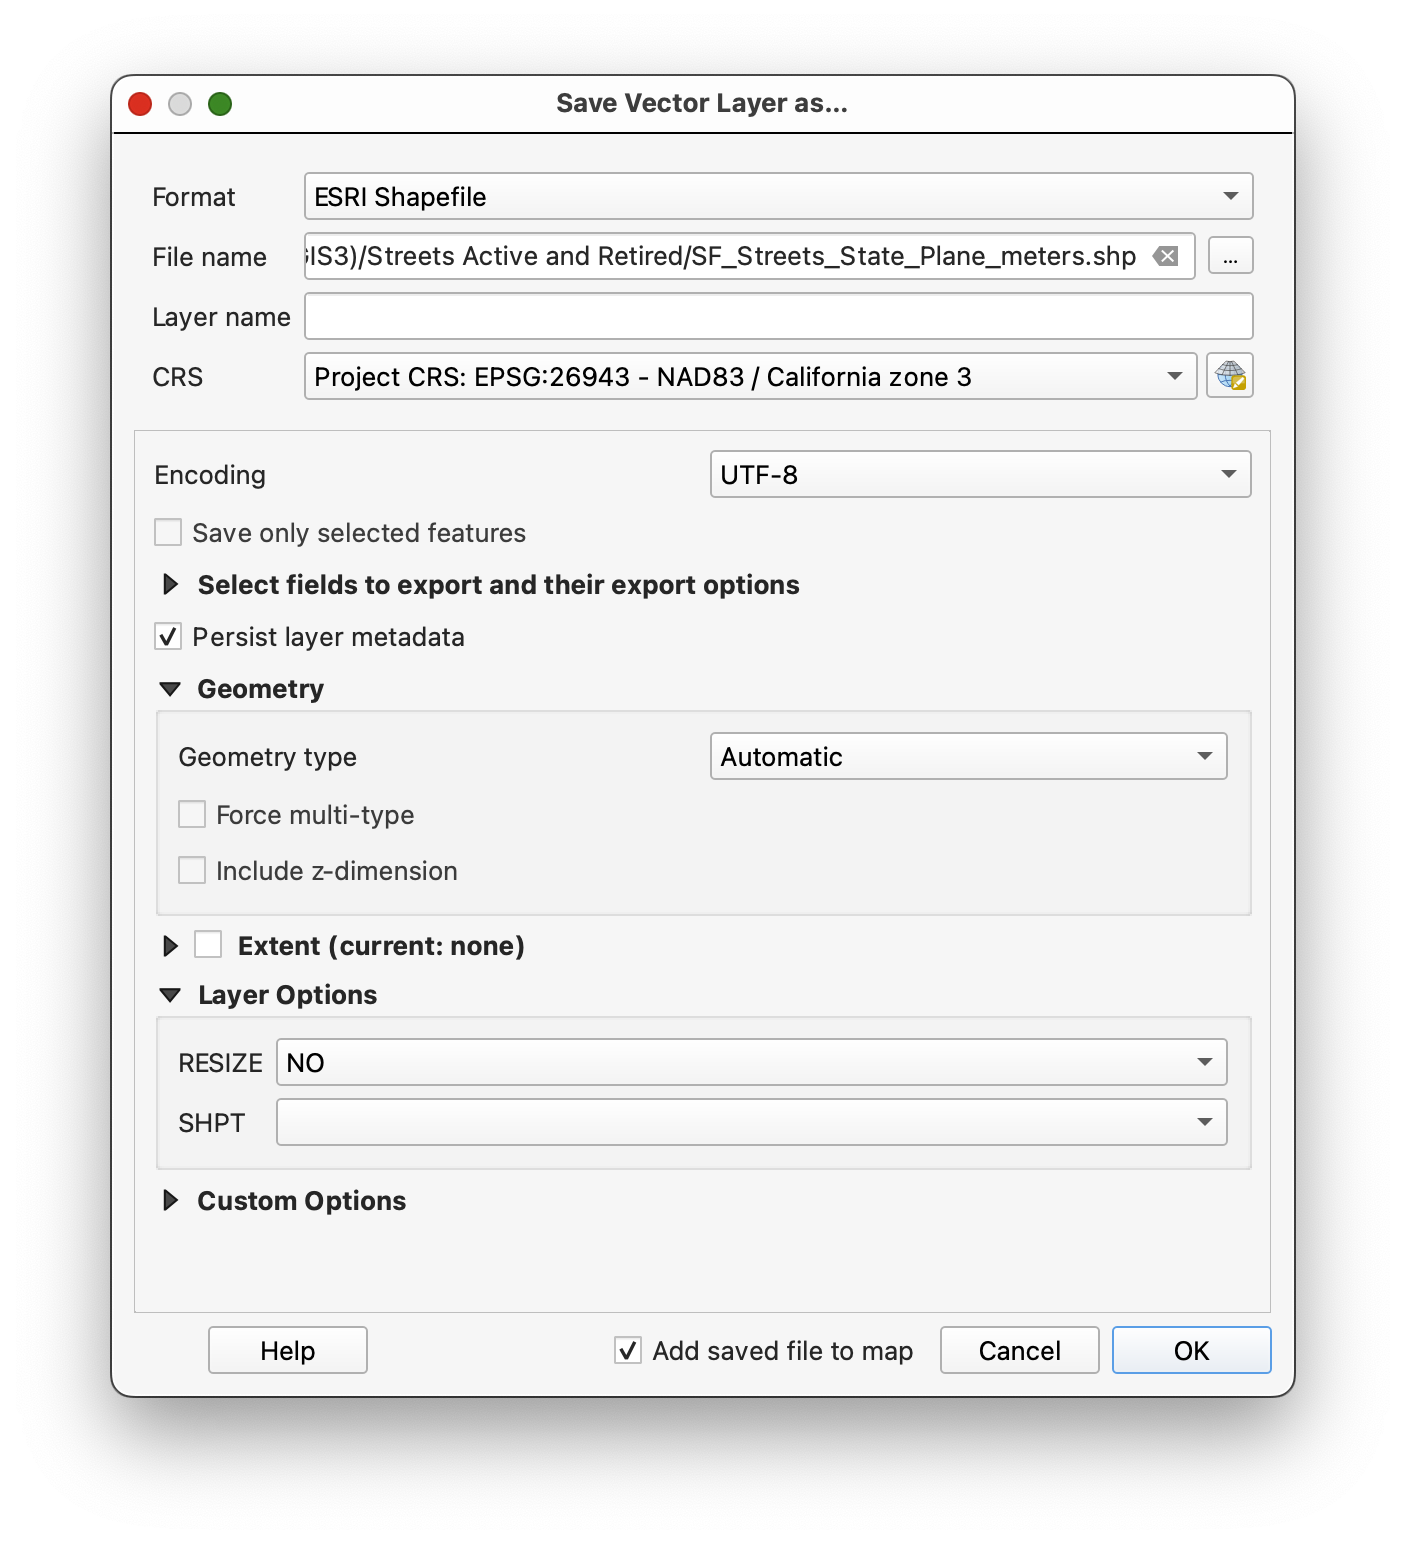 Save Vector Layer as...
Format ESRI Shapefile
File name GIS3)/Streets Active and Retired/SF_Streets_State_Plane_meters.shp ...
Layer name
CRS Project CRS: EPSG:26943 - NAD83 / California zone 3
Encoding UTF-8
Save only selected features
Select fields to export and their export options
Persist layer metadata
Geometry
Geometry type Automatic
Force multi-type
Include z-dimension
Extent (current: none)
Layer Options
RESIZE NO
SHPT
Custom Options
Help Add saved file to map Cancel OK